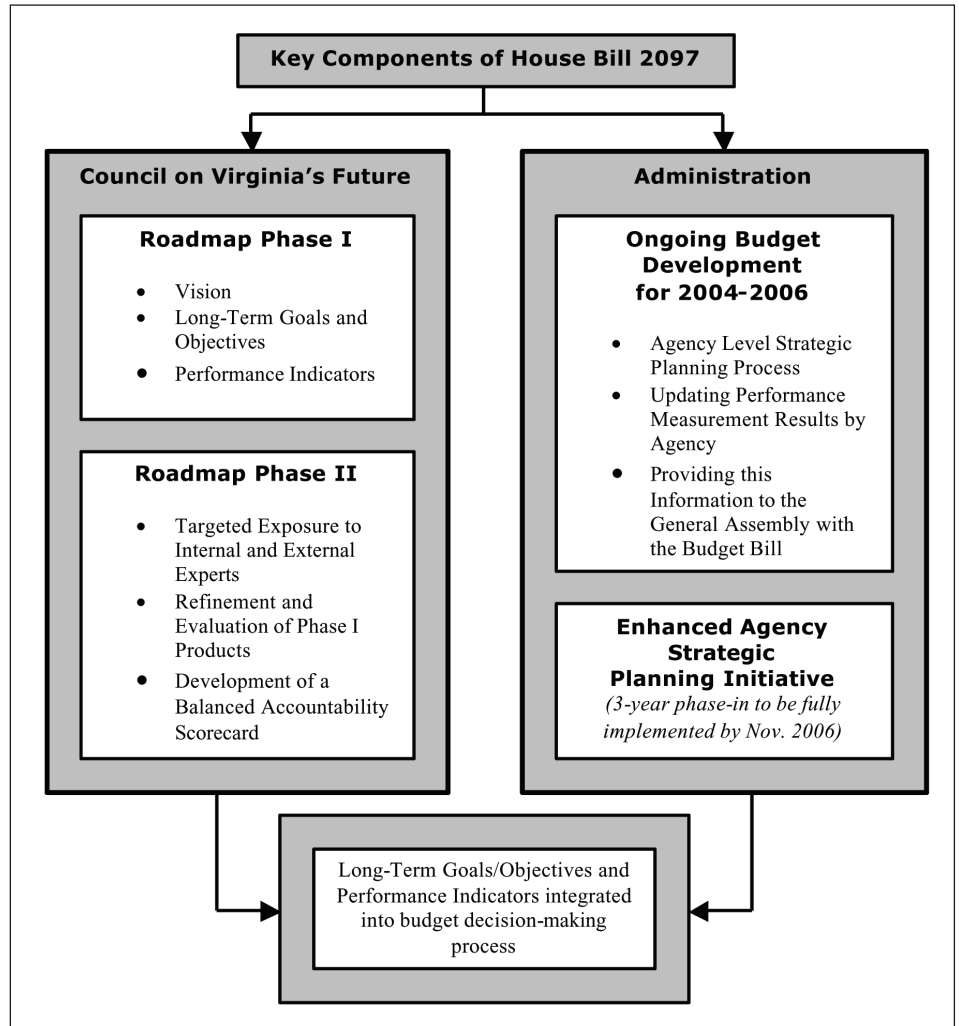 Key Components of House Bill 2097
Council on Virginia's Future
Roadmap Phase I
• Vision
• Long-Term Goals and
Objectives
• Performance Indicators
Roadmap Phase II
• Targeted Exposure to
Internal and External
Experts
• Refinement and
Evaluation of Phase I
Products
• Development of a
Balanced Accountability
Scorecard
Administration
Ongoing Budget
Development
for 2004-2006
• Agency Level Strategic
Planning Process
• Updating Performance
Measurement Results by
Agency
• Providing this
Information to the
General Assembly with
the Budget Bill
Enhanced Agency
Strategic
Planning Initiative
(3-year phase-in to be fully
implemented by Nov. 2006)
Long-Term Goals/Objectives and
Performance Indicators integrated
into budget decision-making
process